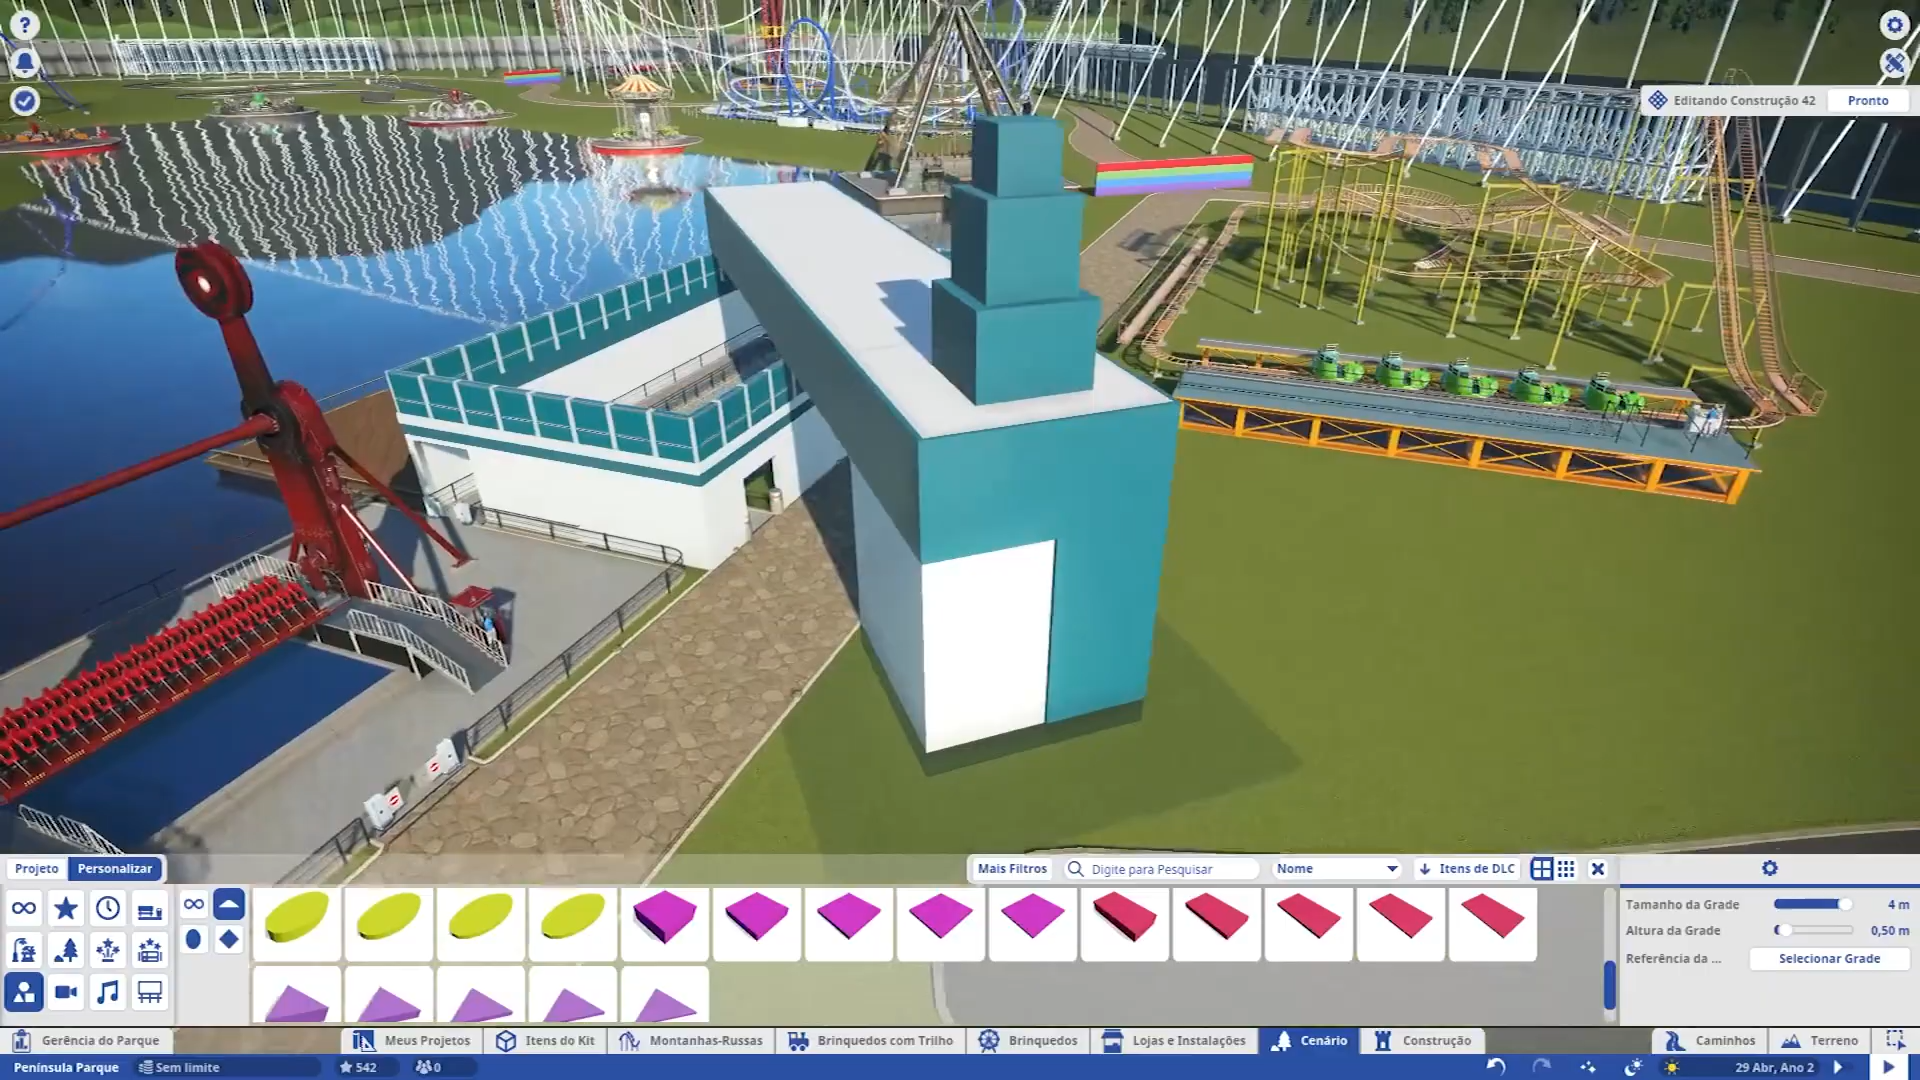 ?
Editando Construção 42
Pronto
Projeto
Personalizar
Mais Filtros
Digite para Pesquisar
Nome
Itens de DLC
Tamanho da Grade
4 m
Altura da Grade
0,50 m
Referência da ...
Selecionar Grade
Gerência do Parque
Meus Projetos
Itens do Kit
Montanhas-Russas
Brinquedos com Trilho
Brinquedos
Lojas e Instalações
Cenário
Construção
Caminhos
Terreno
Península Parque
Sem limite
542
0
29 Abr, Ano 2